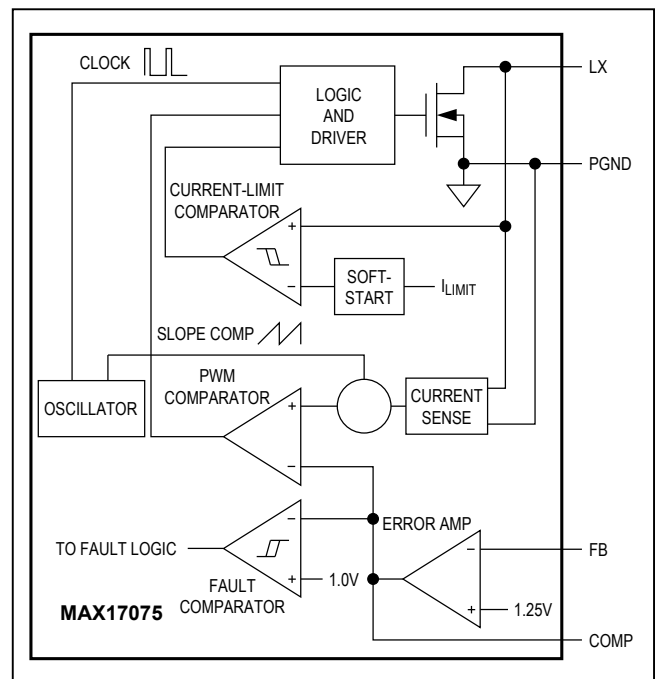 CLOCK
LX
LOGIC
AND
DRIVER
PGND
CURRENT-LIMIT
COMPARATOR
+
−
SOFT-
START
ILIMIT
SLOPE COMP
PWM
COMPARATOR
OSCILLATOR
+
−
CURRENT
SENSE
TO FAULT LOGIC
−
+
1.0V
FAULT
COMPARATOR
ERROR AMP
−
+
FB
1.25V
COMP
MAX17075